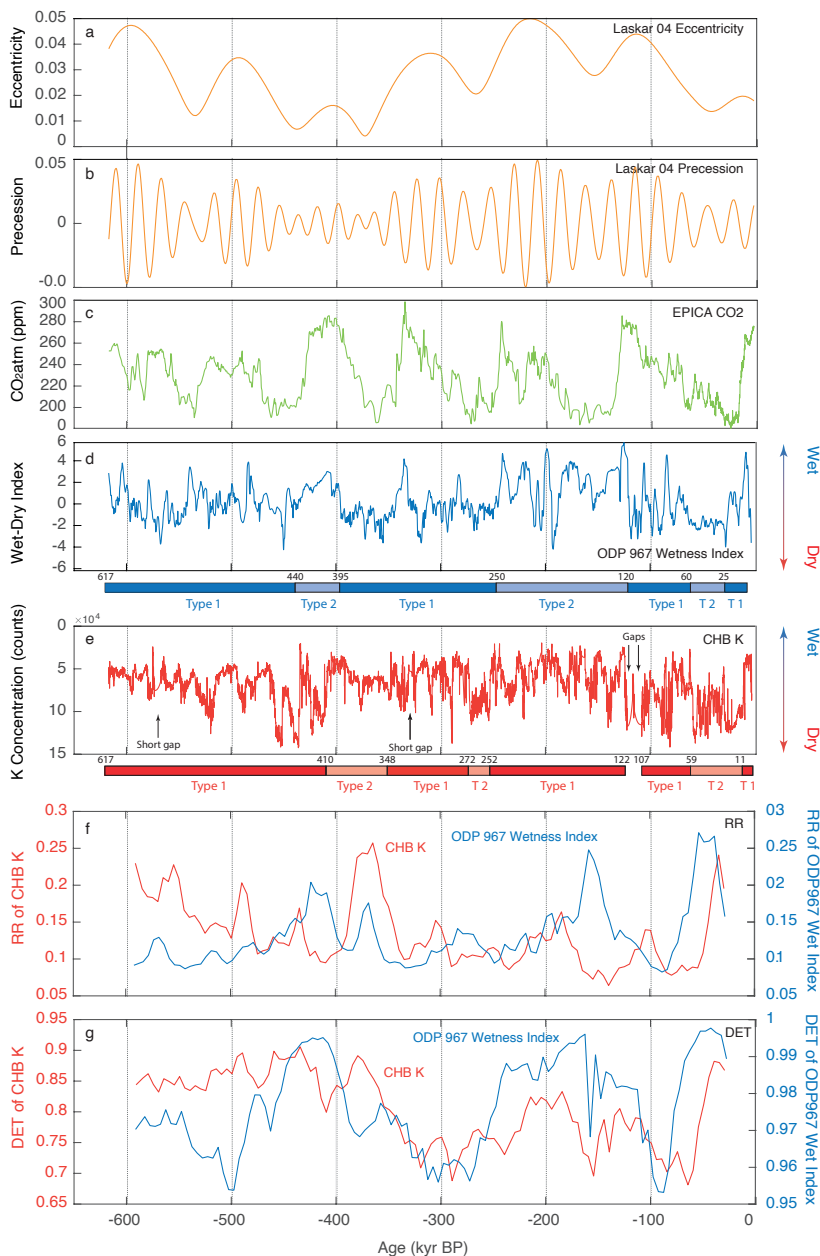 a
Laskar 04 Eccentricity
Eccentricity
0.05
0.04
0.03
0.02
0.01
0
b
Laskar 04 Precession
Precession
0.05
0
-0.0
c
EPICA CO2
CO₂atm (ppm)
300
280
260
240
220
200
0
d
Wet-Dry Index
6
4
2
0
-2
-4
-6
ODP 967 Wetness Index
Wet
Dry
617 440 395 250 120 60 25
Type 1 Type 2 Type 1 Type 2 Type 1 T 2 T 1
×10⁴
e
CHB K
K Concentration (counts)
0
5
10
15
Gaps
Short gap
Short gap
Wet
Dry
617 410 348 272 252 122 107 59 11
Type 1 Type 2 Type 1 T 2 Type 1 Type 1 T 2 T 1
f
RR
CHB K
ODP 967 Wetness Index
RR of CHB K
0.3
0.25
0.2
0.15
0.1
0.05
RR of ODP967 Wet Index
0.3
0.25
0.2
0.15
0.1
0.05
g
DET
ODP 967 Wetness Index
CHB K
DET of CHB K
0.95
0.9
0.85
0.8
0.75
0.7
0.65
DET of ODP967 Wet Index
1
0.99
0.98
0.97
0.96
0.95
-600 -500 -400 -300 -200 -100 0
Age (kyr BP)